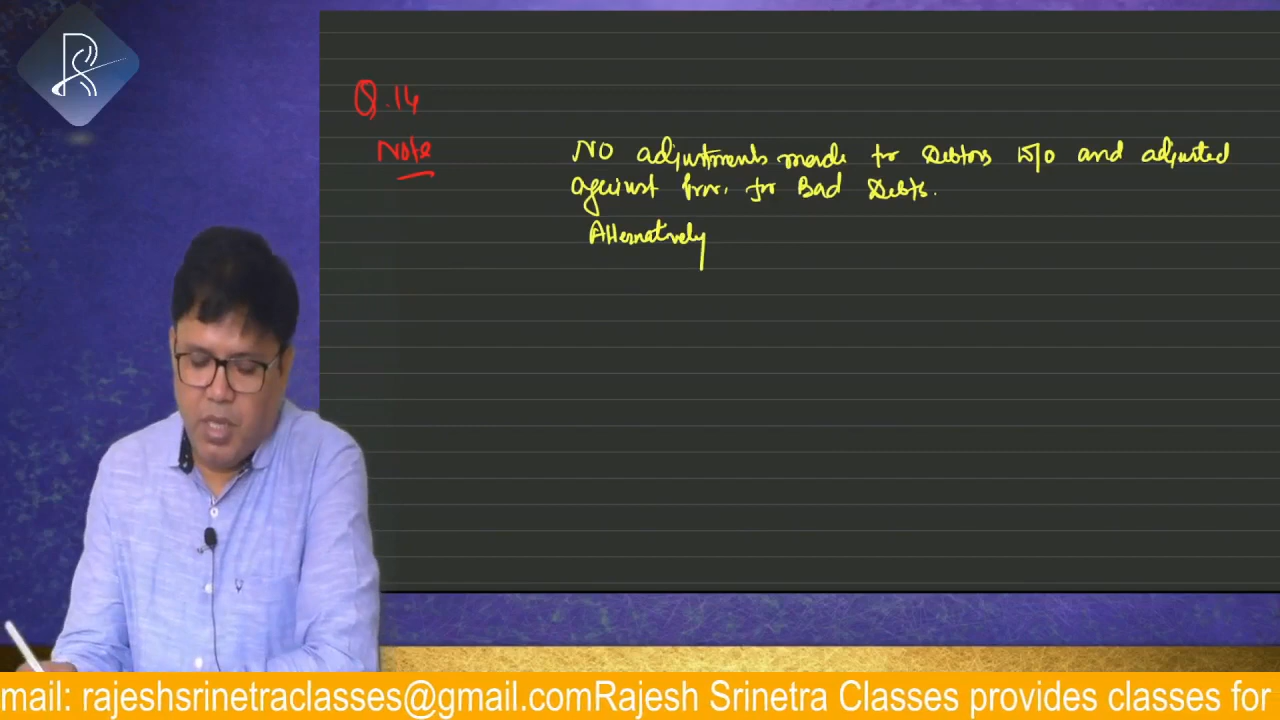 RS
Q.14
Note
NO adjustments made to Debtors w/o and adjusted
against Prov. for Bad Debts.
Alternatively
mail: rajeshsrinetraclasses@gmail.comRajesh Srinetra Classes provides classes for